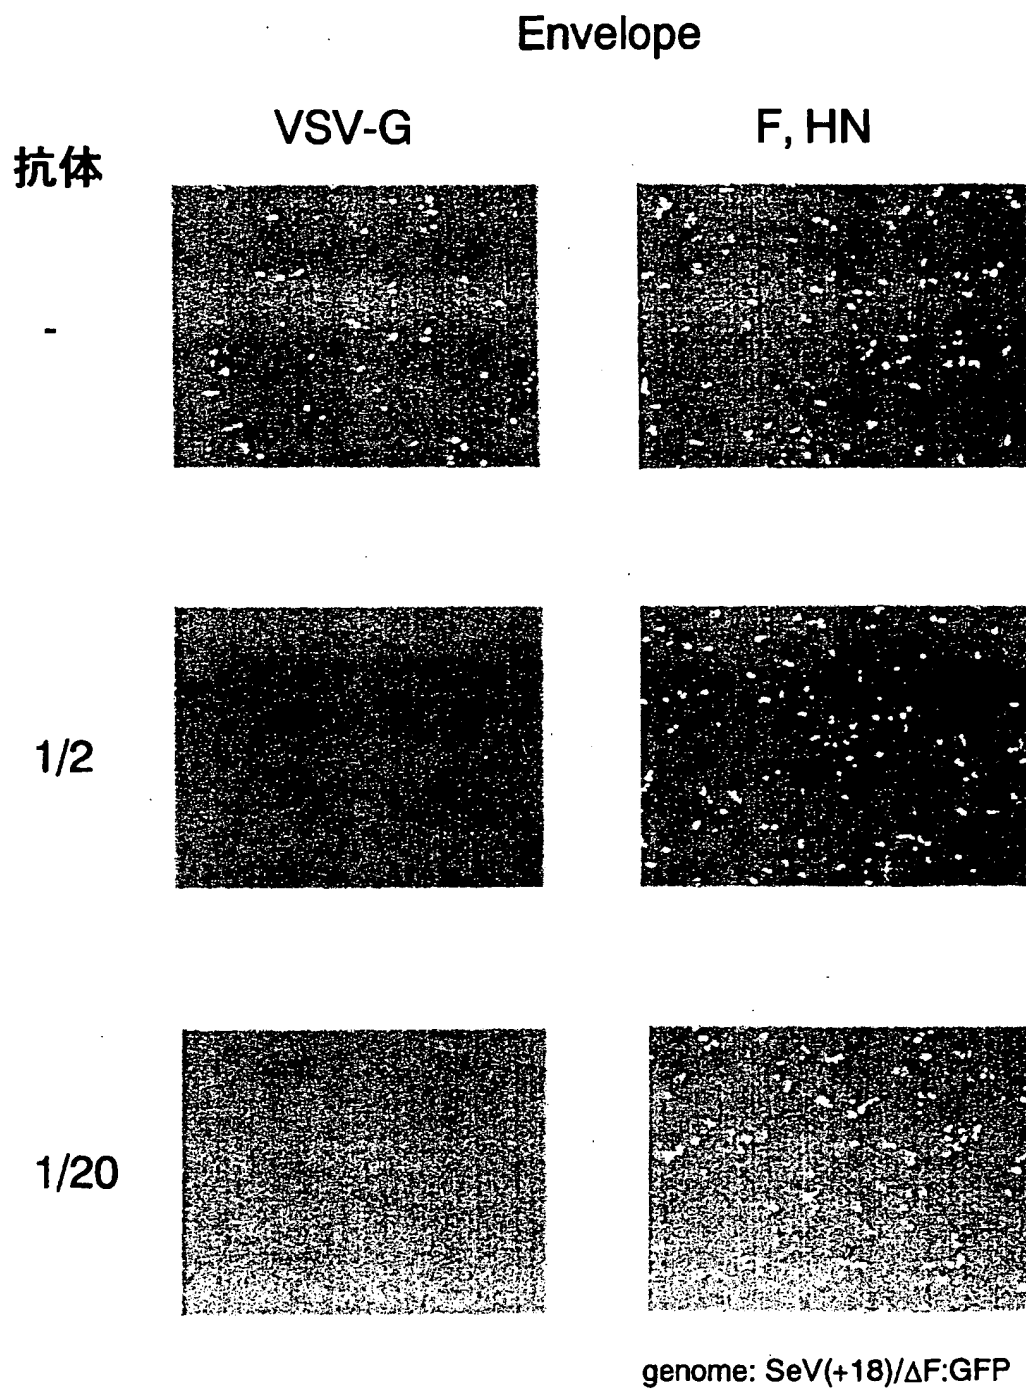 Envelope
VSV-G F, HN
抗体
-
1/2
1/20
genome: SeV(+18)/ΔF:GFP